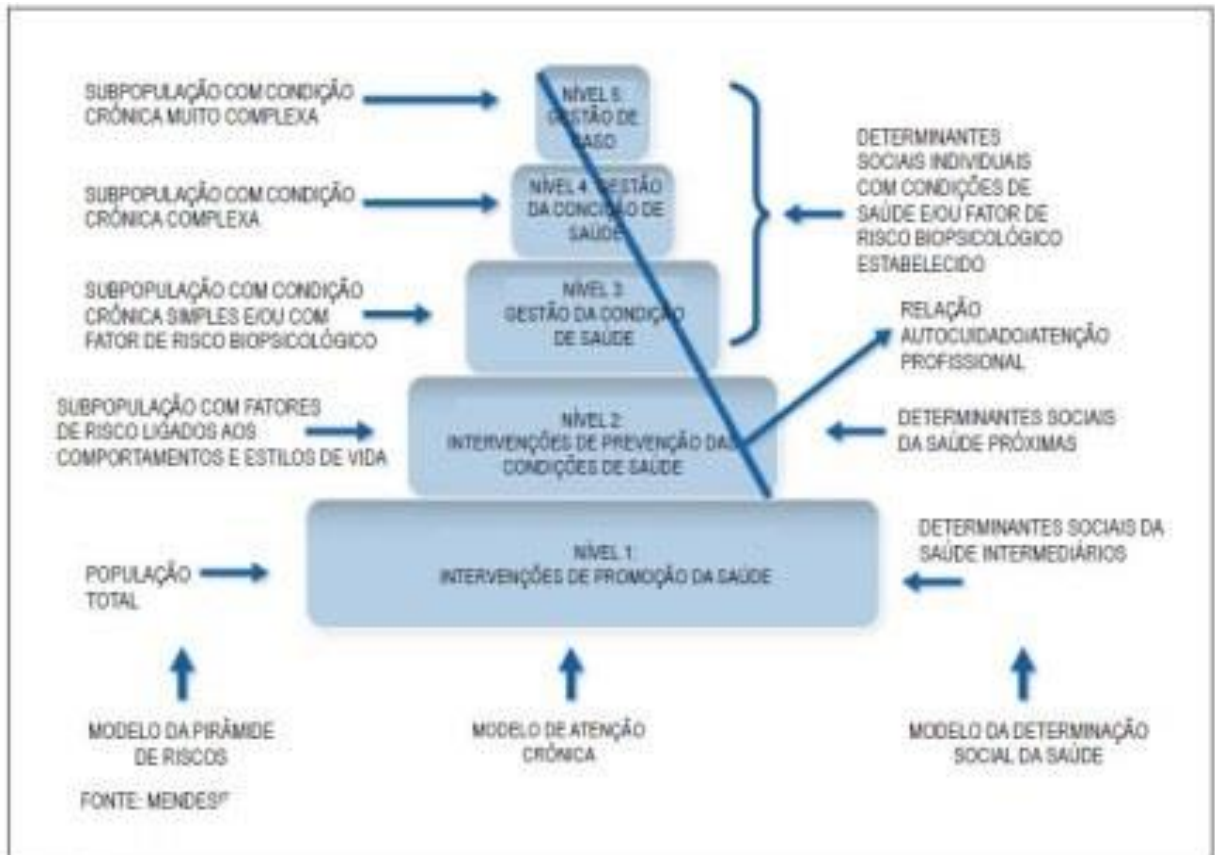 SUBPOPULAÇÃO COM CONDIÇÃO
CRÔNICA MUITO COMPLEXA
NÍVEL 5:
GESTÃO DE
CASO
SUBPOPULAÇÃO COM CONDIÇÃO
CRÔNICA COMPLEXA
NÍVEL 4: GESTÃO
DA CONDIÇÃO DE
SAÚDE
SUBPOPULAÇÃO COM CONDIÇÃO
CRÔNICA SIMPLES E/OU COM
FATOR DE RISCO BIOPSICOLÓGICO
NÍVEL 3:
GESTÃO DA CONDIÇÃO
DE SAÚDE
DETERMINANTES
SOCIAIS INDIVIDUAIS
COM CONDIÇÕES DE
SAÚDE E/OU FATOR DE
RISCO BIOPSICOLÓGICO
ESTABELECIDO
RELAÇÃO
AUTOCUIDADO/ATENÇÃO
PROFISSIONAL
SUBPOPULAÇÃO COM FATORES
DE RISCO LIGADOS AOS
COMPORTAMENTOS E ESTILOS DE VIDA
NÍVEL 2:
INTERVENÇÕES DE PREVENÇÃO DAS
CONDIÇÕES DE SAÚDE
DETERMINANTES SOCIAIS
DA SAÚDE PRÓXIMAS
POPULAÇÃO
TOTAL
NÍVEL 1:
INTERVENÇÕES DE PROMOÇÃO DA SAÚDE
DETERMINANTES SOCIAIS DA
SAÚDE INTERMEDIÁRIOS
MODELO DA PIRÂMIDE
DE RISCOS
MODELO DE ATENÇÃO
CRÔNICA
MODELO DA DETERMINAÇÃO
SOCIAL DA SAÚDE
FONTE: MENDES